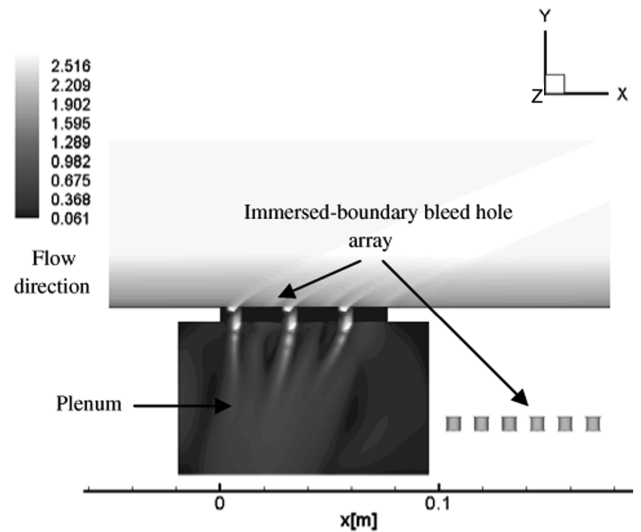 Y
Z
X
2.516
2.209
1.902
1.595
1.289
0.982
0.675
0.368
0.061
Immersed-boundary bleed hole
array
Flow
direction
Plenum
0
0.1
x[m]